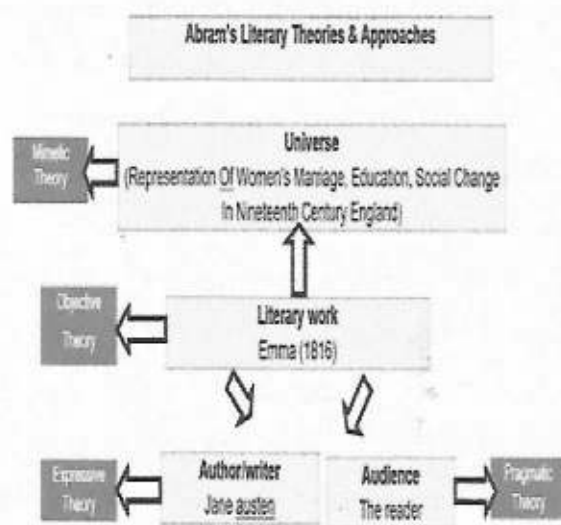 Abram's Literary Theories & Approaches
Universe
(Representation Of Women's Marriage, Education, Social Change
In Nineteenth Century England)
Mimetic
Theory
Objective
Theory
Literary work
Emma (1816)
Expressive
Theory
Author/writer
Jane austen
Audience
The reader
Pragmatic
Theory